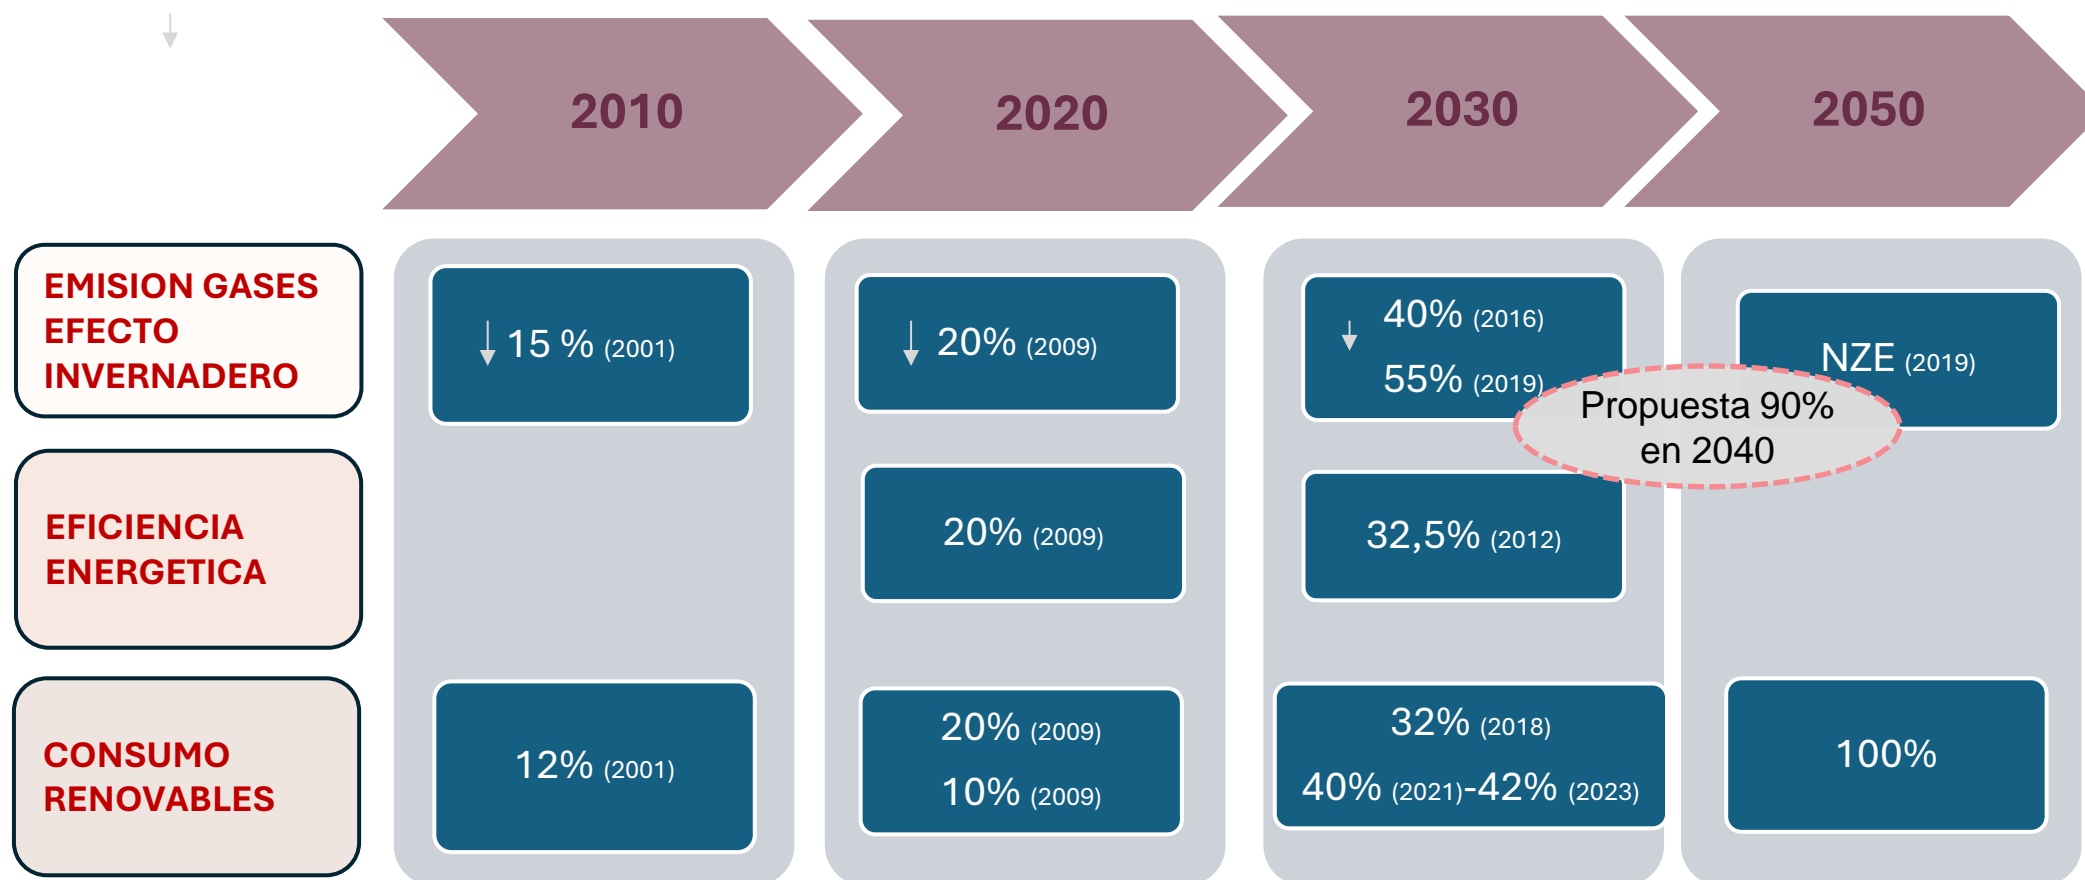 2010
2020
2030
2050
EMISION GASES
EFECTO
INVERNADERO
15 % (2001)
20% (2009)
40% (2016)
55% (2019)
NZE (2019)
Propuesta 90%
en 2040
EFICIENCIA
ENERGETICA
20% (2009)
32,5% (2012)
CONSUMO
RENOVABLES
12% (2001)
20% (2009)
10% (2009)
32% (2018)
40% (2021)-42% (2023)
100%